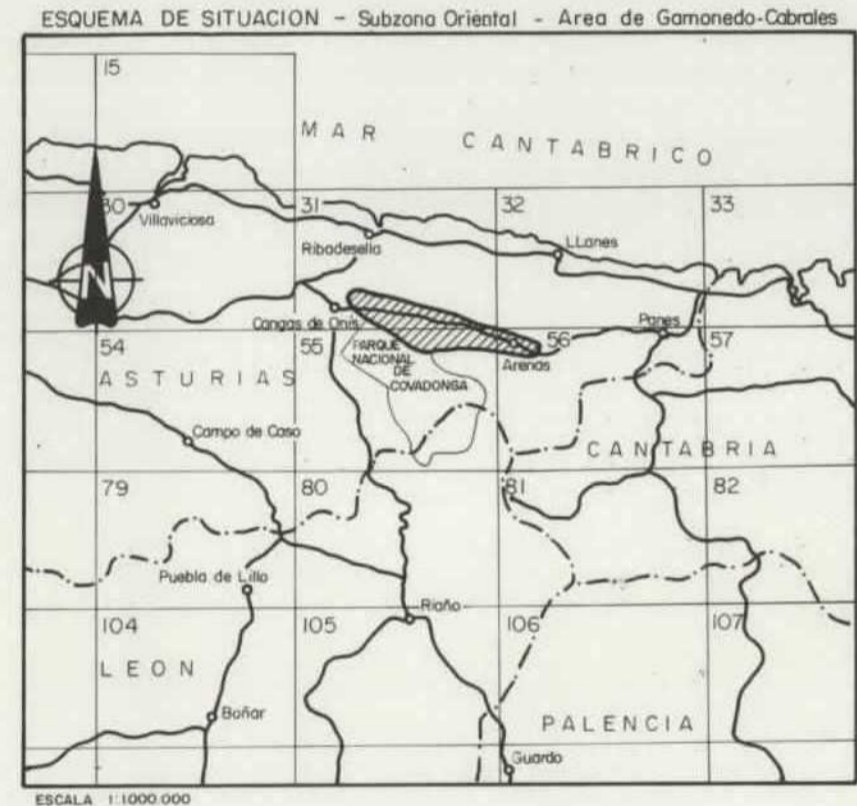 ESQUEMA DE SITUACION - Subzona Oriental - Area de Gamonedo-Cabrales
15
MAR CANTABRICO
30
31
32
33
Villaviciosa
Ribadesella
LLanes
N
Cangas de Onís
Panes
54
55
56
57
PARQUE
NACIONAL
DE
COVADONGA
Arenas
ASTURIAS
Campo de Caso
CANTABRIA
79
80
81
82
Puebla de Lillo
Riaño
104
105
106
107
LEON
Boñar
PALENCIA
Guardo
ESCALA 1:1000.000